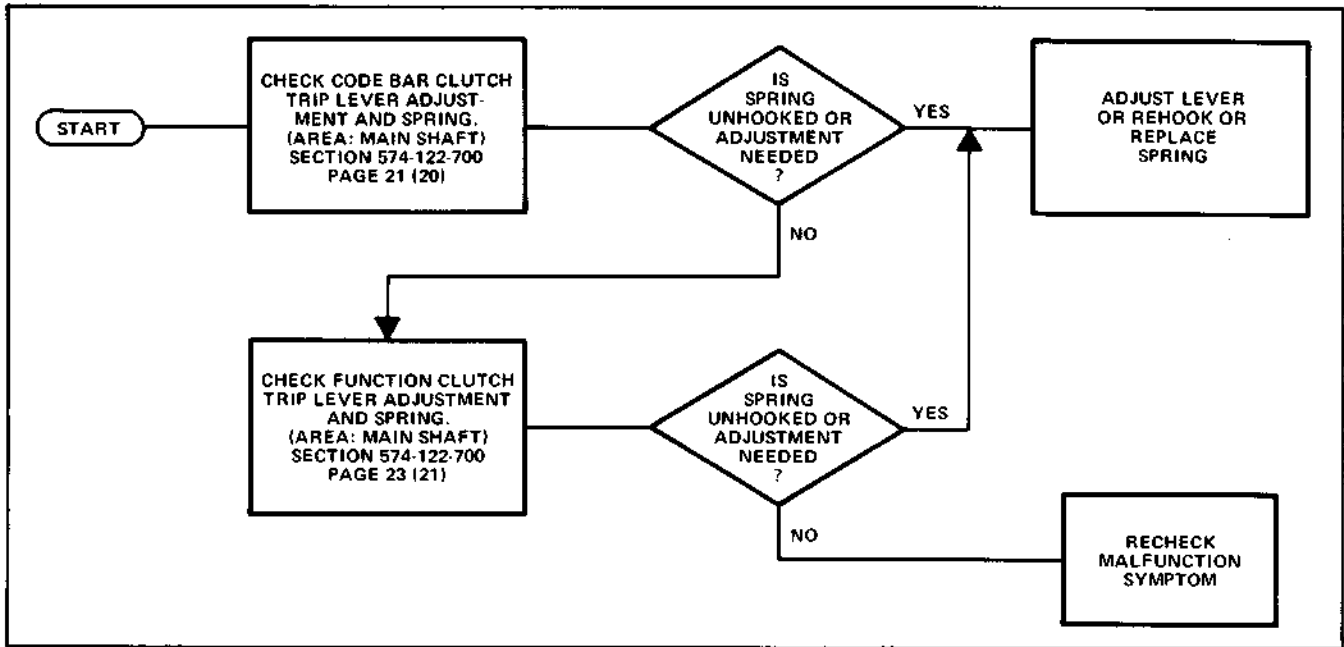 START
CHECK CODE BAR CLUTCH
TRIP LEVER ADJUST-
MENT AND SPRING.
(AREA: MAIN SHAFT)
SECTION 574-122-700
PAGE 21 (20)
IS
SPRING
UNHOOKED OR
ADJUSTMENT
NEEDED
?
YES
ADJUST LEVER
OR REHOOK OR
REPLACE
SPRING
NO
CHECK FUNCTION CLUTCH
TRIP LEVER ADJUSTMENT
AND SPRING.
(AREA: MAIN SHAFT)
SECTION 574-122-700
PAGE 23 (21)
IS
SPRING
UNHOOKED OR
ADJUSTMENT
NEEDED
?
YES
NO
RECHECK
MALFUNCTION
SYMPTOM